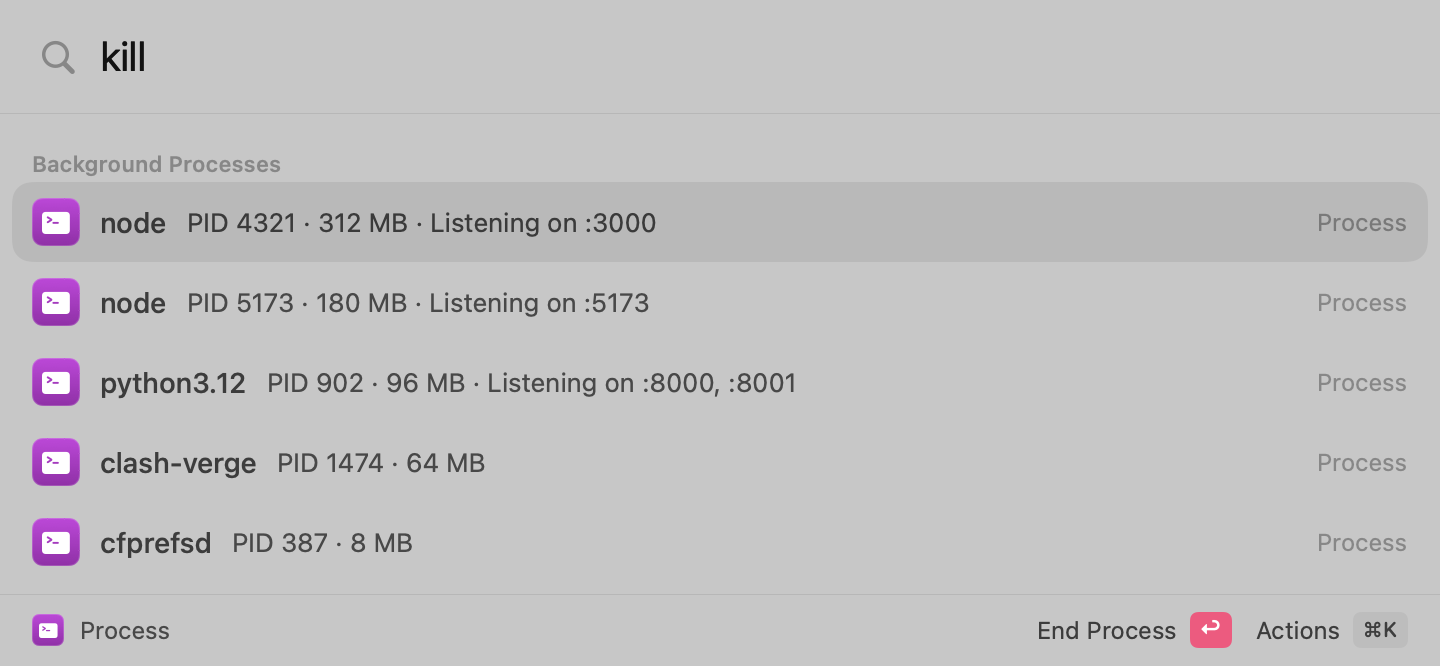 kill
Background Processes
node PID 4321 · 312 MB · Listening on :3000 Process
node PID 5173 · 180 MB · Listening on :5173 Process
python3.12 PID 902 · 96 MB · Listening on :8000, :8001 Process
clash-verge PID 1474 · 64 MB Process
cfprefsd PID 387 · 8 MB Process
Process End Process ↩ Actions ⌘K